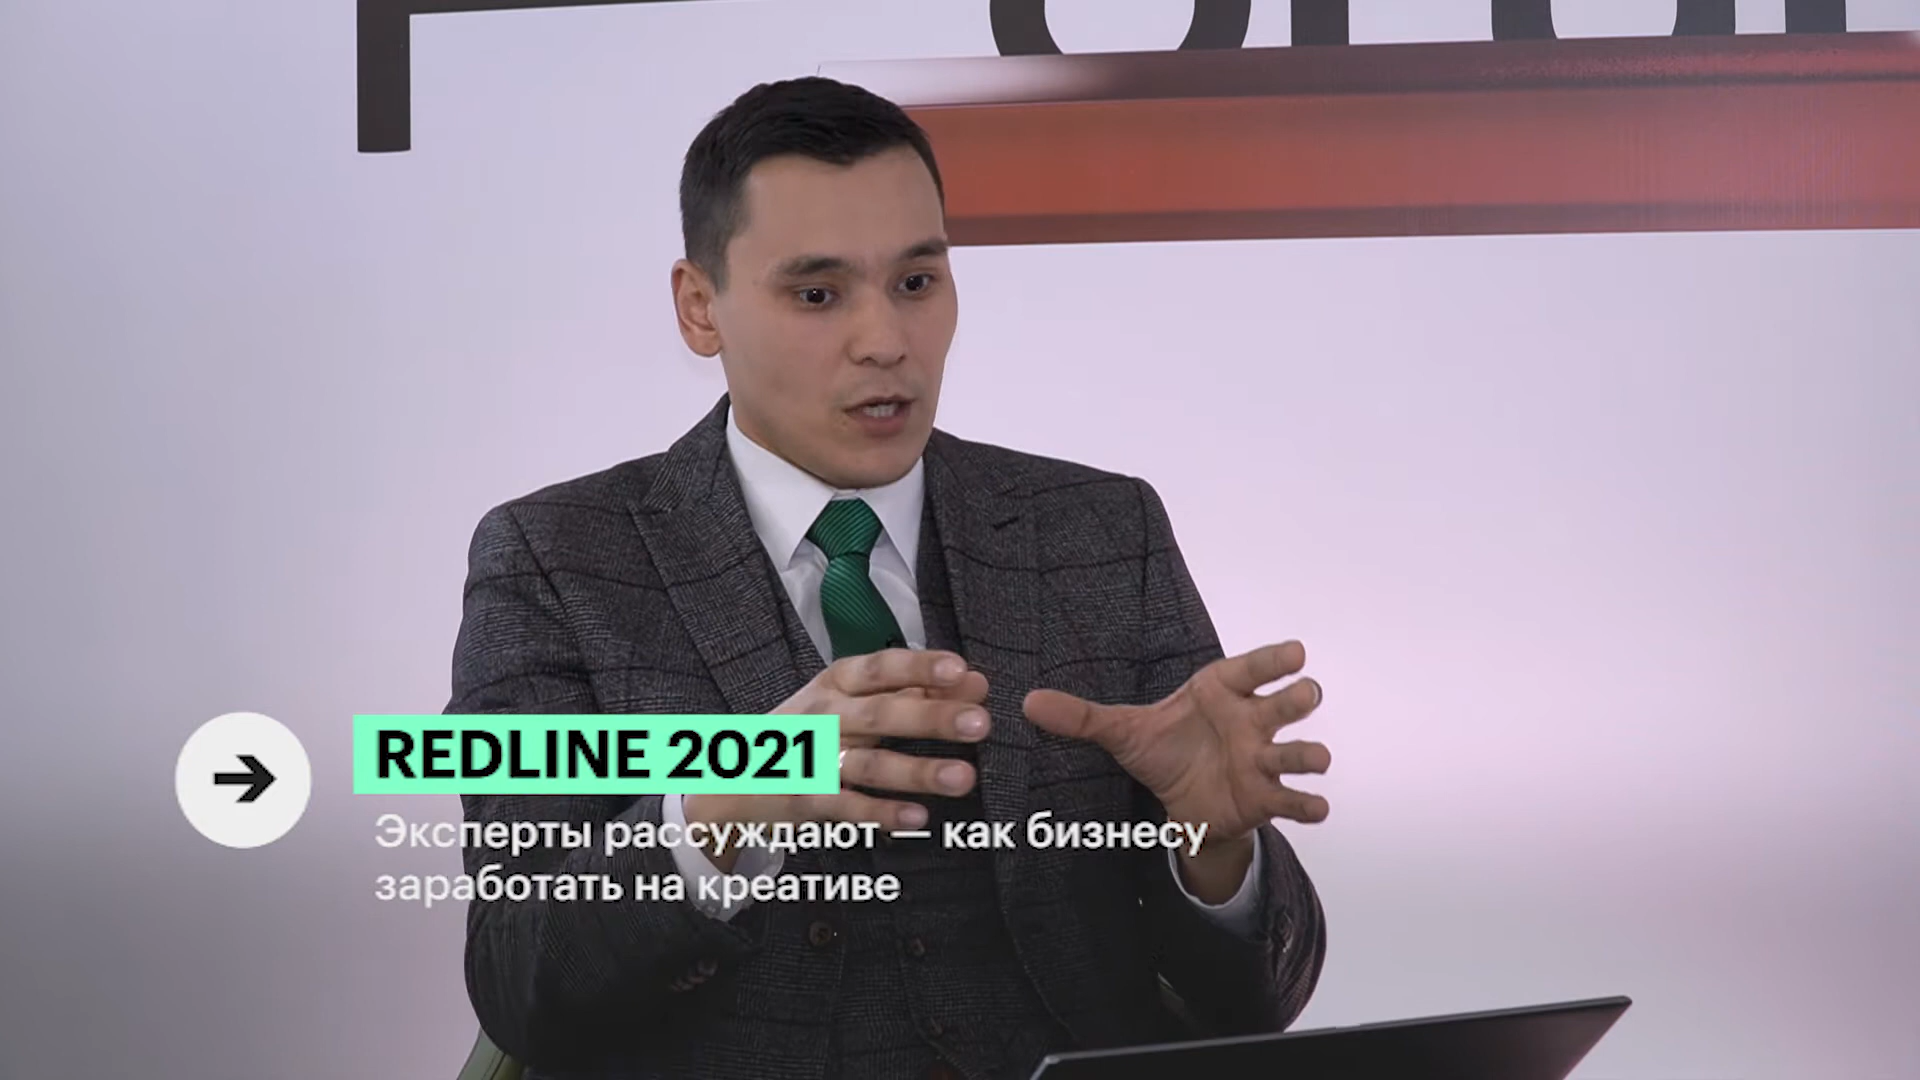 REDLINE 2021
Эксперты рассуждают — как бизнесу
заработать на креативе